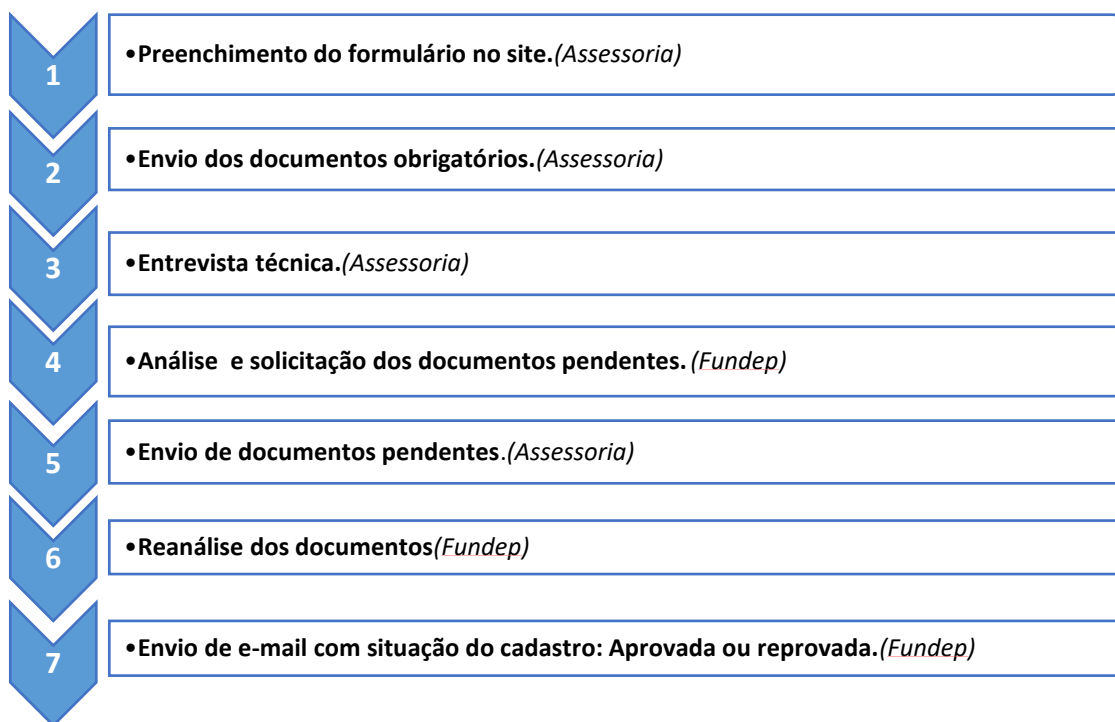 1
•Preenchimento do formulário no site.(Assessoria)
2
•Envio dos documentos obrigatórios.(Assessoria)
3
•Entrevista técnica.(Assessoria)
4
•Análise  e solicitação dos documentos pendentes. (Fundep)
5
•Envio de documentos pendentes.(Assessoria)
6
•Reanálise dos documentos(Fundep)
7
•Envio de e-mail com situação do cadastro: Aprovada ou reprovada.(Fundep)